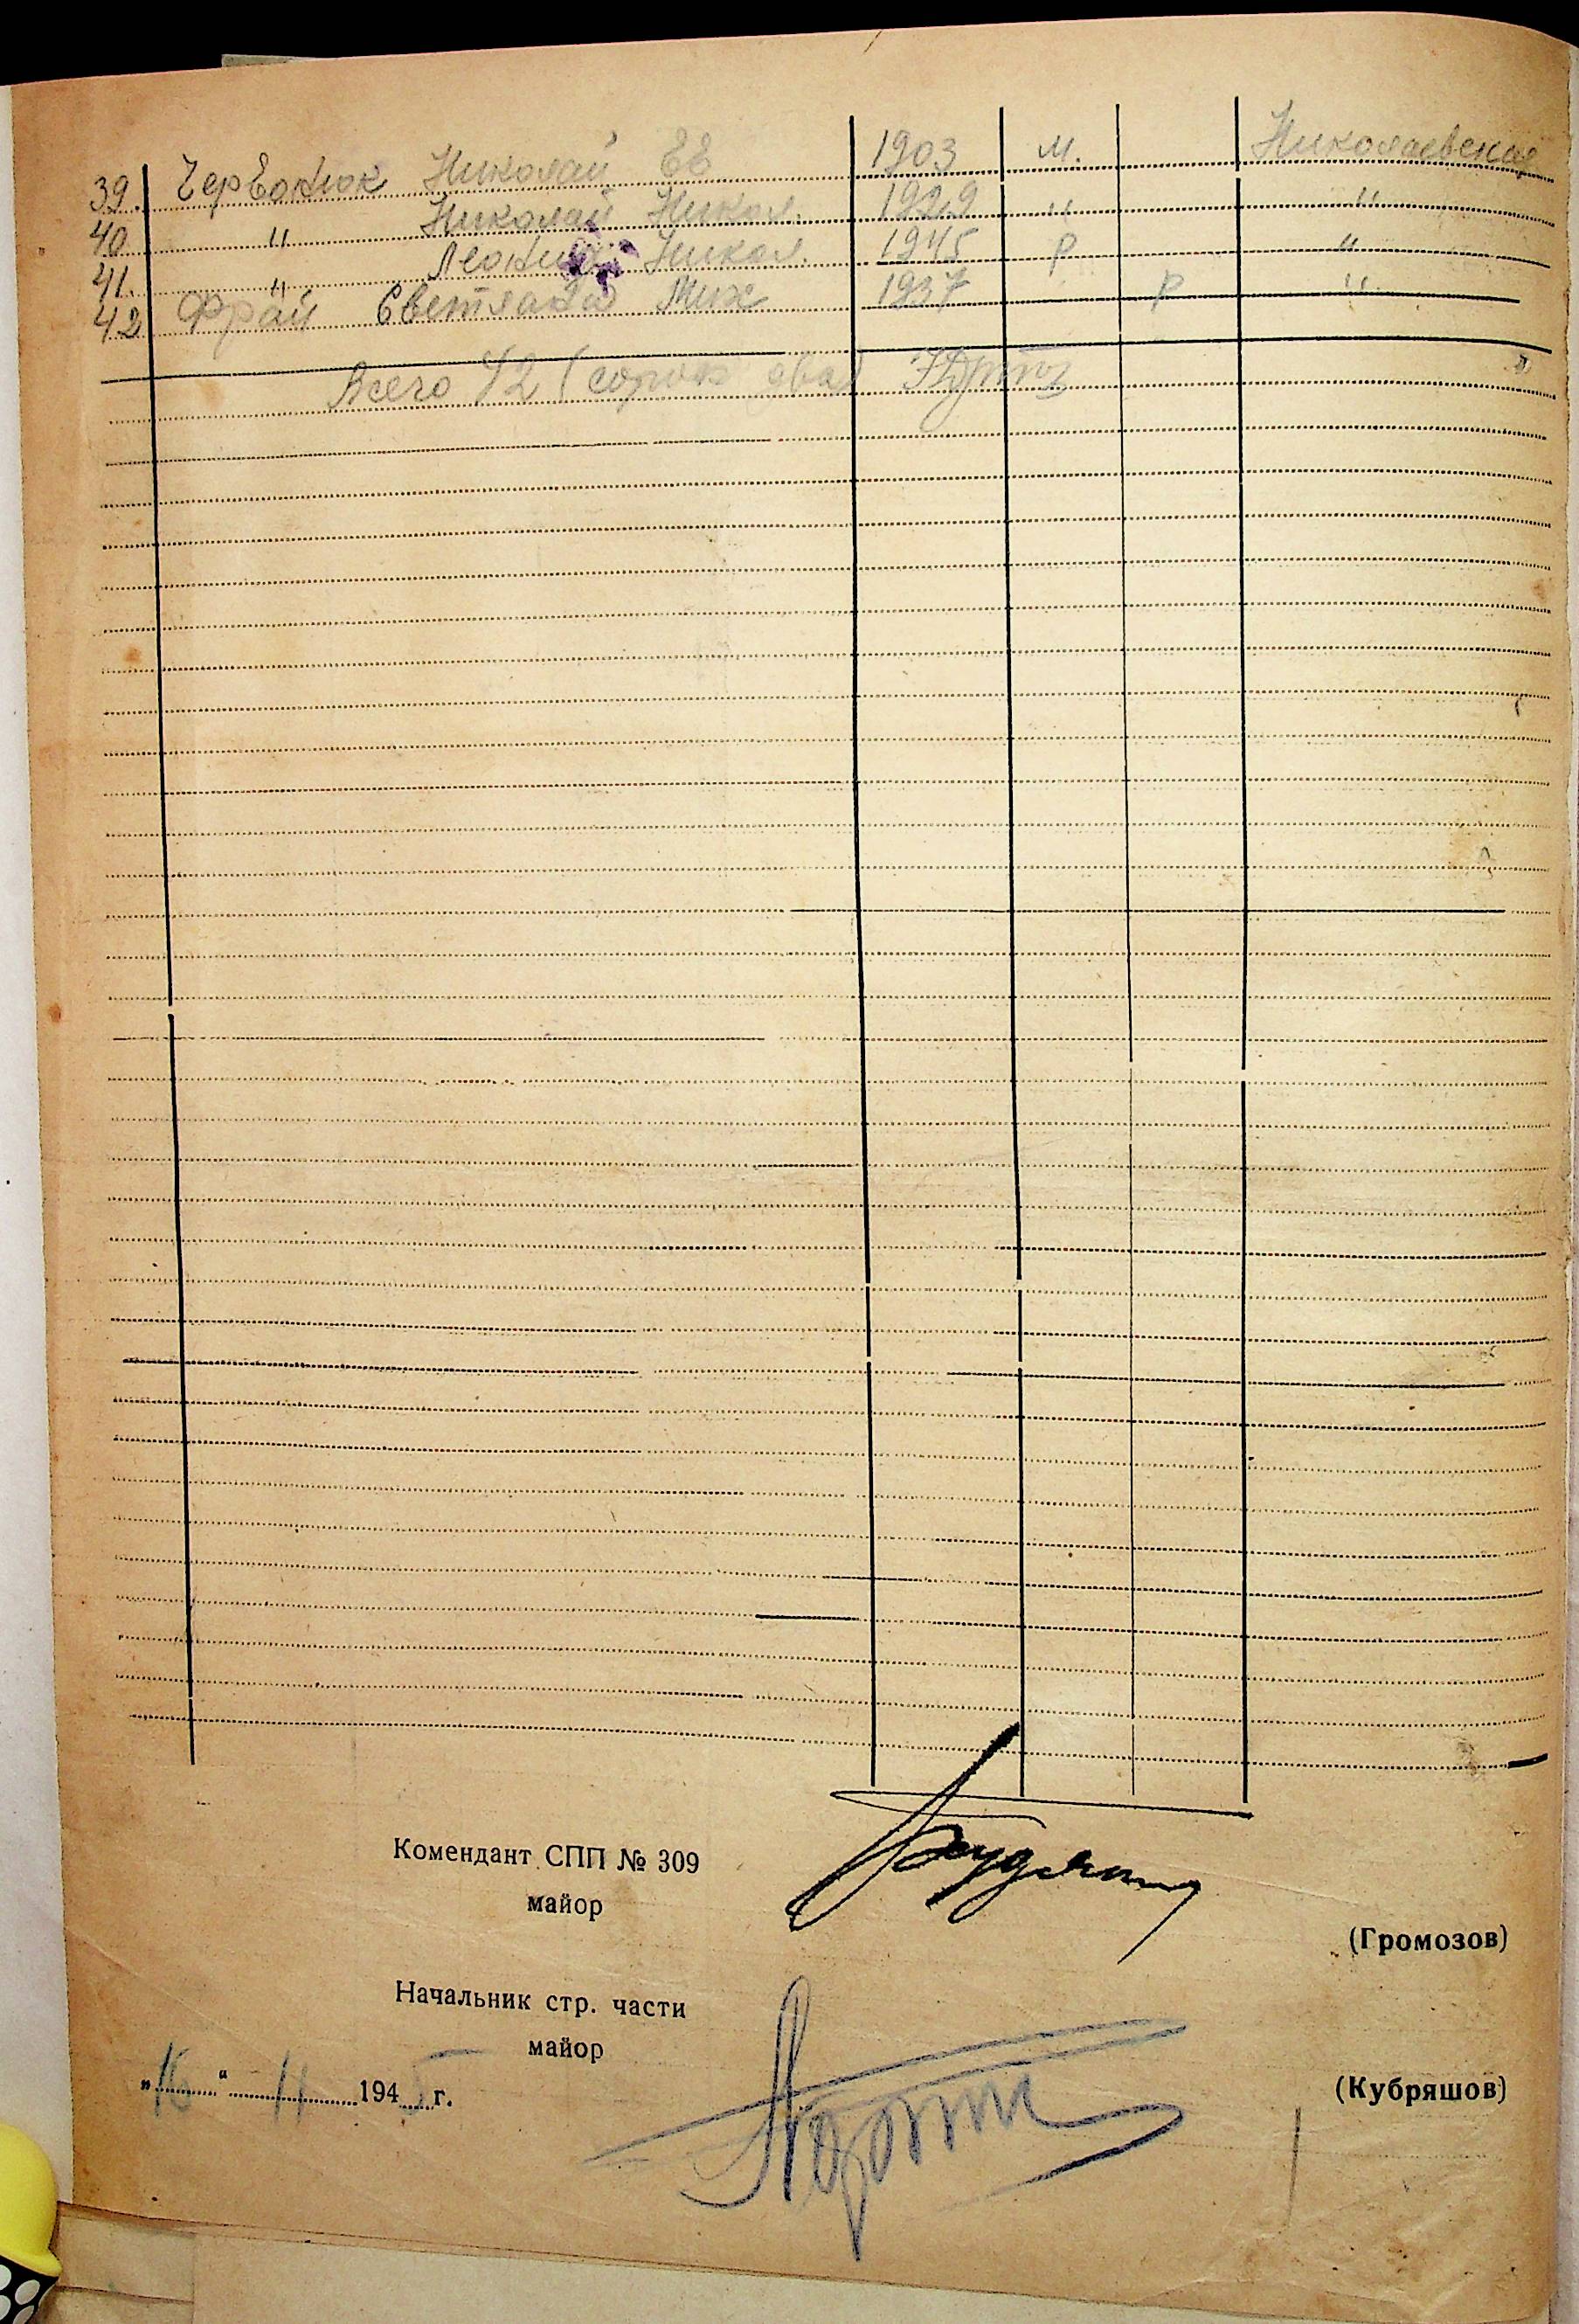 39. Червонюк Николай Ев 1903 м. Николаевская
40 " Николай Никол. 1929 " "
41. " Леонид Никол. 1945 р "
42 Фрай Светлана Мих 1937 р "
Всего 42 (сорок два)
Комендант СПП № 309
майор
(Громозов)
Начальник стр. части
майор
(Кубряшов)
„16“ 11 1945 г.